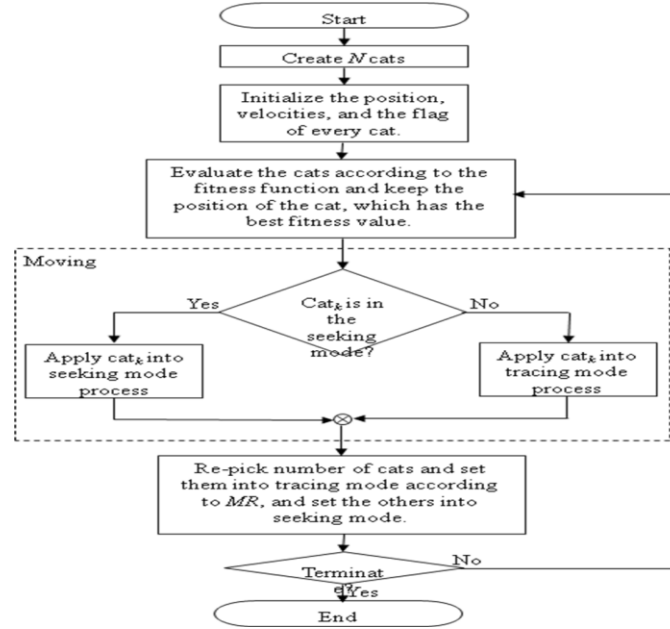 Start
Create N cats
Initialize the position,
velocities, and the flag
of every cat.
Evaluate the cats according to the
fitness function and keep the
position of the cat, which has the
best fitness value.
Moving
Yes
Catk is in
the
seeking
mode?
No
Apply catk into
seeking mode
process
Apply catk into
tracing mode
process
Re-pick number of cats and set
them into tracing mode according
to MR, and set the others into
seeking mode.
No
Terminat
e?
Yes
End